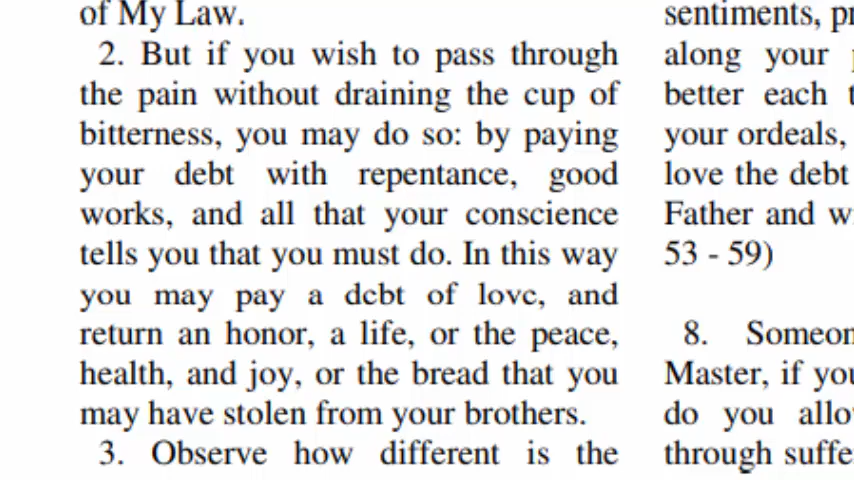 of My Law.
2. But if you wish to pass through
the pain without draining the cup of
bitterness, you may do so: by paying
your debt with repentance, good
works, and all that your conscience
tells you that you must do. In this way
you may pay a debt of love, and
return an honor, a life, or the peace,
health, and joy, or the bread that you
may have stolen from your brothers.
3. Observe how different is the
sentiments,
along your
better each
your ordeals,
love the debt
Father and
53 - 59)
8.
Master, if
do you
through